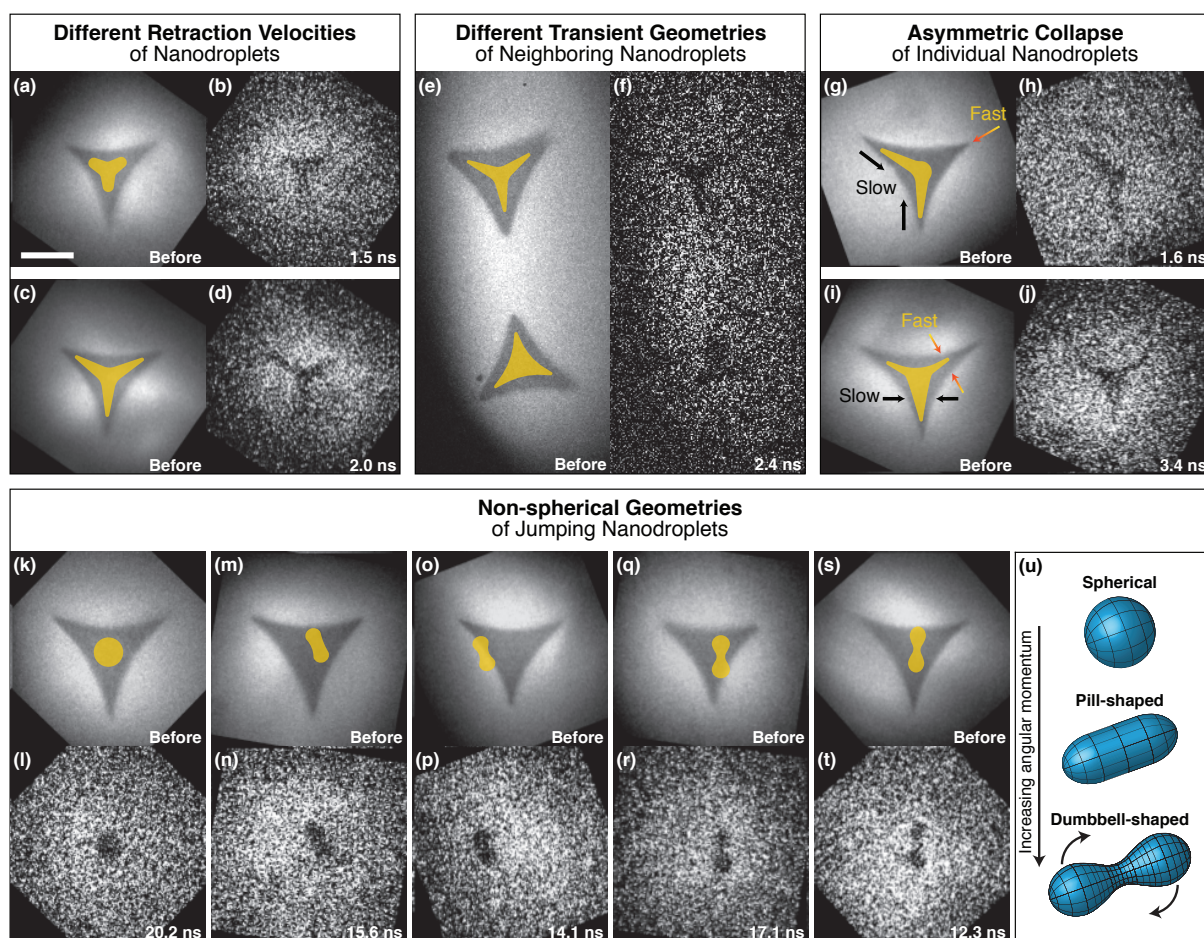 Different Retraction Velocities
of Nanodroplets
(a)
(b)
Before
1.5 ns
(c)
(d)
Before
2.0 ns
Different Transient Geometries
of Neighboring Nanodroplets
(e)
(f)
Before
2.4 ns
Asymmetric Collapse
of Individual Nanodroplets
(g)
(h)
Fast
Slow
Before
1.6 ns
(i)
(j)
Fast
Slow
Before
3.4 ns
Non-spherical Geometries
of Jumping Nanodroplets
(k)
(m)
(o)
(q)
(s)
Before
Before
Before
Before
Before
(l)
(n)
(p)
(r)
(t)
20.2 ns
15.6 ns
14.1 ns
17.1 ns
12.3 ns
(u)
Spherical
Increasing angular momentum
Pill-shaped
Dumbbell-shaped